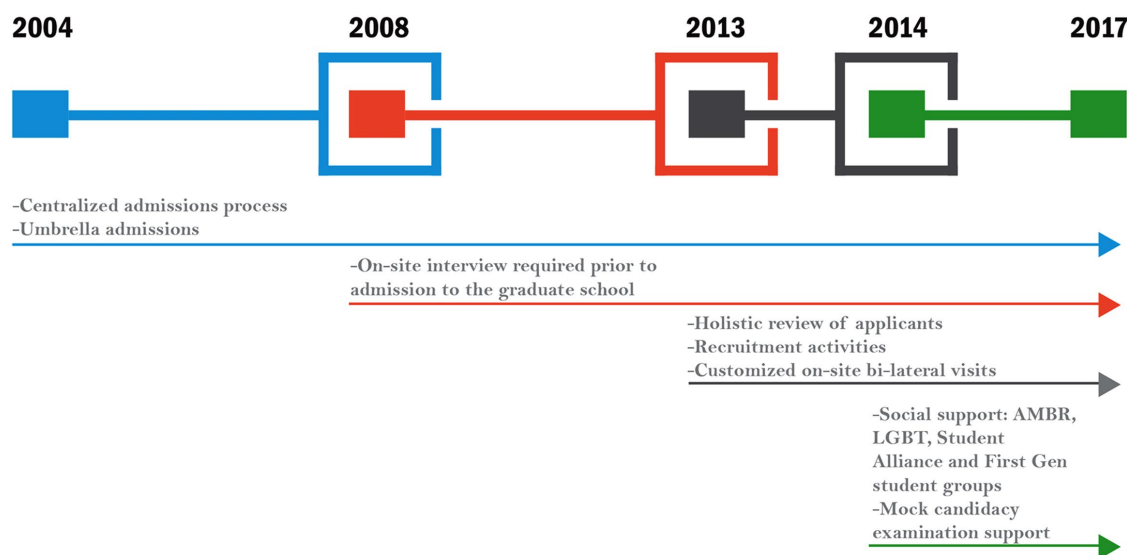 2004 2008 2013 2014 2017
-Centralized admissions process
-Umbrella admissions
-On-site interview required prior to
admission to the graduate school
-Holistic review of applicants
-Recruitment activities
-Customized on-site bi-lateral visits
-Social support: AMBR,
LGBT, Student
Alliance and First Gen
student groups
-Mock candidacy
examination support